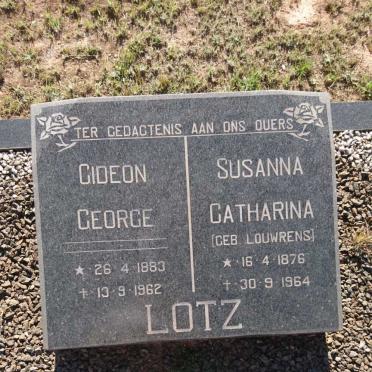 TER GEDACTENIS AAN ONS OUERS
GIDEON
GEORGE
★ 26 4 1883
✝ 13 9 1962
SUSANNA
CATHARINA
[GEB LOUWRENS]
★ 16 4 1876
✝ 30 9 1964
LOTZ